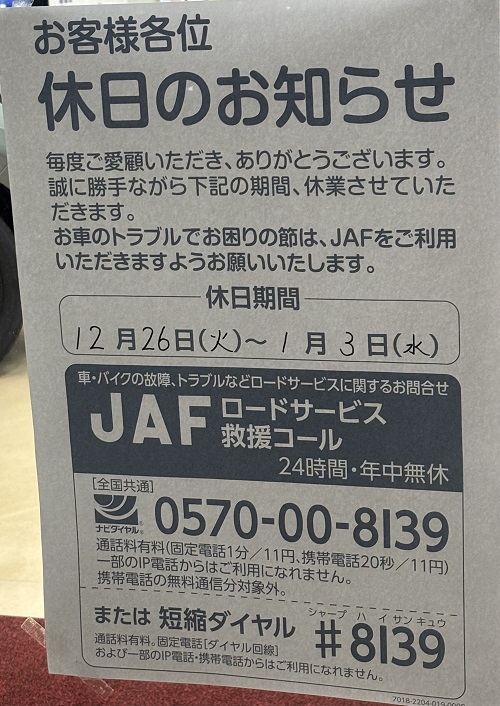 お客様各位
休日のお知らせ
毎度ご愛顧いただき、ありがとうございます。
誠に勝手ながら下記の期間、休業させていた
だきます。
お車のトラブルでお困りの節は、JAFをご利用
いただきますようお願いいたします。
休日期間
12月26日(火)～1月3日(水)
車・バイクの故障、トラブルなどロードサービスに関するお問合せ
JAF ロードサービス
救援コール
24時間・年中無休
[全国共通]
ナビダイヤル® 0570-00-8139
通話料有料(固定電話1分/11円、携帯電話20秒/11円)
一部のIP電話からはご利用になれません。
携帯電話の無料通信分対象外。
シャープ ハ イ サン キュウ
または 短縮ダイヤル #8139
通話料有料。固定電話[ダイヤル回線]
および一部のIP電話・携帯電話からはご利用になれません。